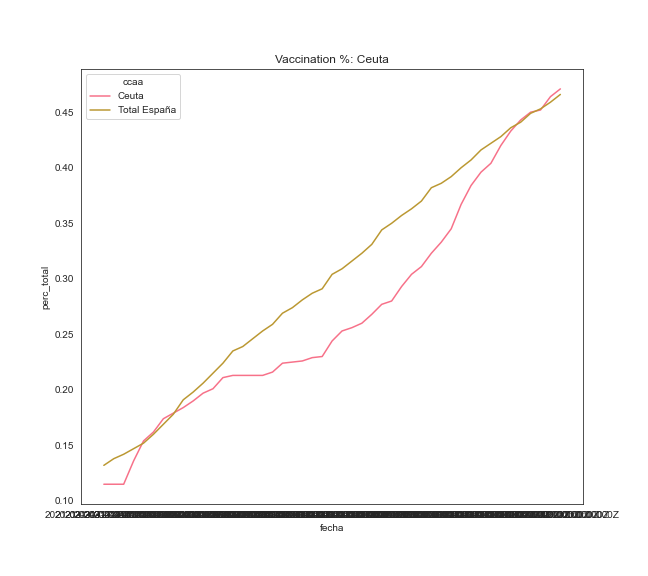 Vaccination %: Ceuta
ccaa
Ceuta
Total España
0.45
0.40
0.35
0.30
0.25
0.20
0.15
0.10
perc_total
fecha